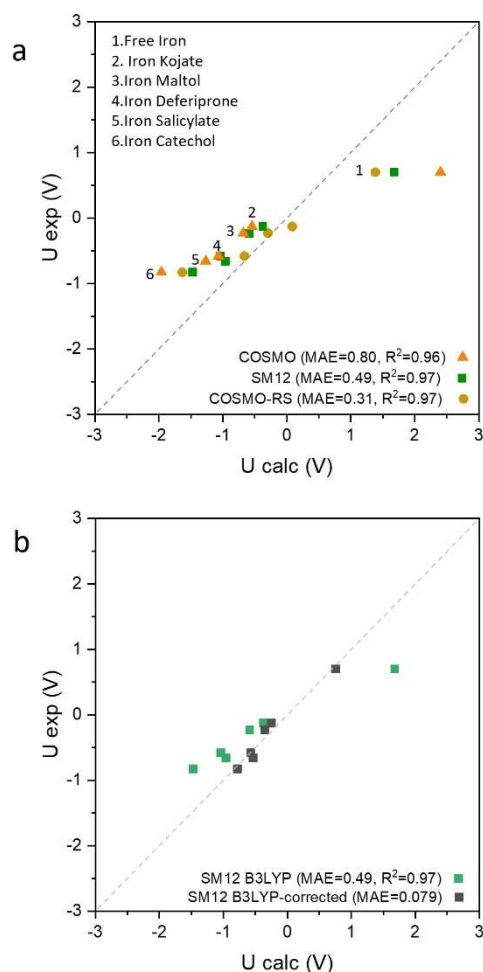 a
1.Free Iron
2. Iron Kojate
3.Iron Maltol
4.Iron Deferiprone
5.Iron Salicylate
6.Iron Catechol
3
2
1
0
-1
-2
-3
U exp (V)
1
2
3
4
5
6
COSMO (MAE=0.80, R²=0.96)
SM12 (MAE=0.49, R²=0.97)
COSMO-RS (MAE=0.31, R²=0.97)
-3 -2 -1 0 1 2 3
U calc (V)
b
3
2
1
0
-1
-2
-3
U exp (V)
SM12 B3LYP (MAE=0.49, R²=0.97)
SM12 B3LYP-corrected (MAE=0.079)
-3 -2 -1 0 1 2 3
U calc (V)